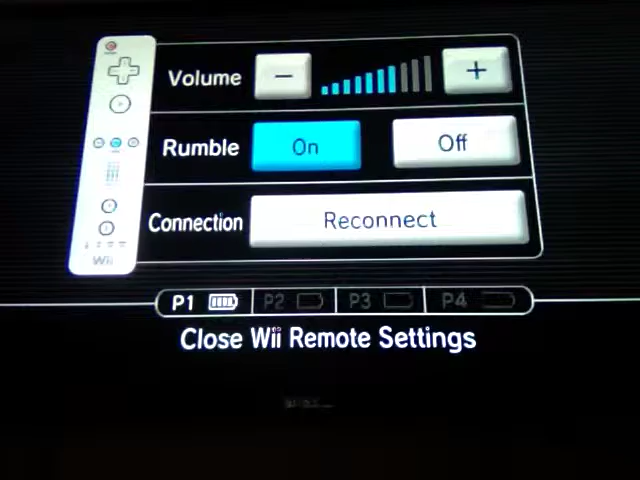 Volume − +
Rumble On Off
Connection Reconnect
Wii
P1 P2 P3 P4
Close Wii Remote Settings